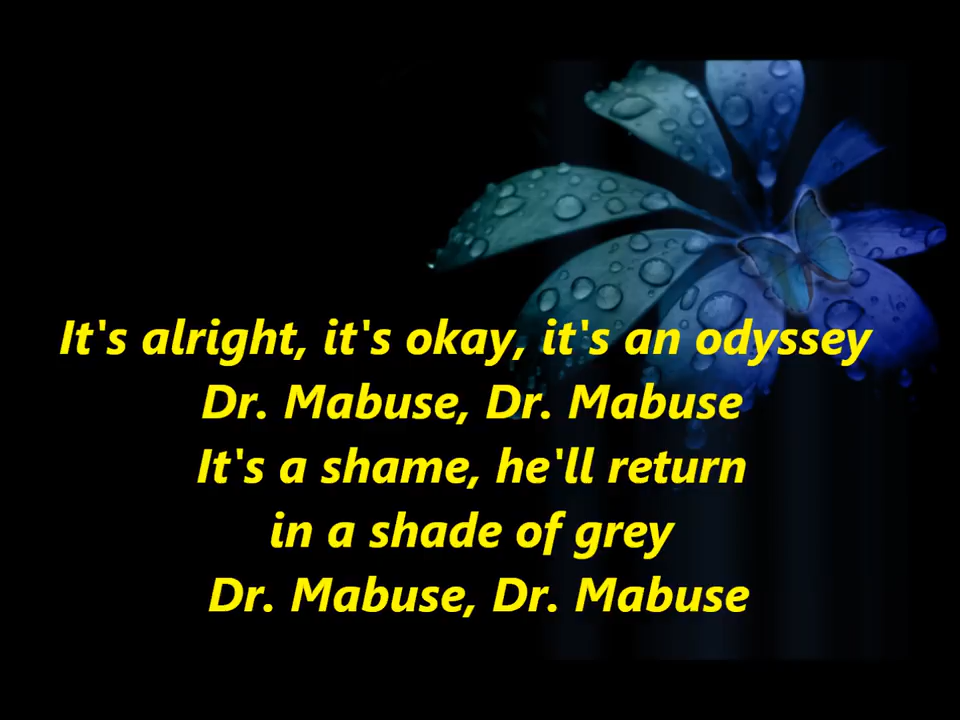 It's alright, it's okay, it's an odyssey
Dr. Mabuse, Dr. Mabuse
It's a shame, he'll return
in a shade of grey
Dr. Mabuse, Dr. Mabuse